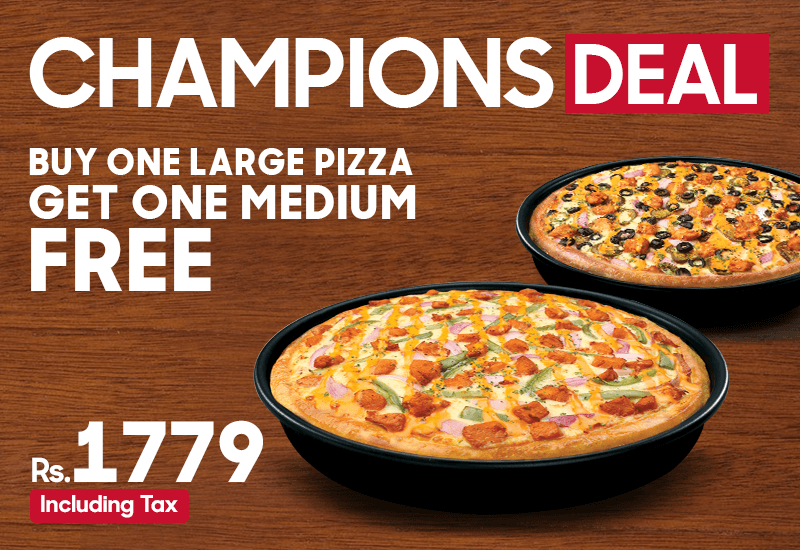 CHAMPIONS DEAL
BUY ONE LARGE PIZZA
GET ONE MEDIUM
FREE
Rs.1779
Including Tax